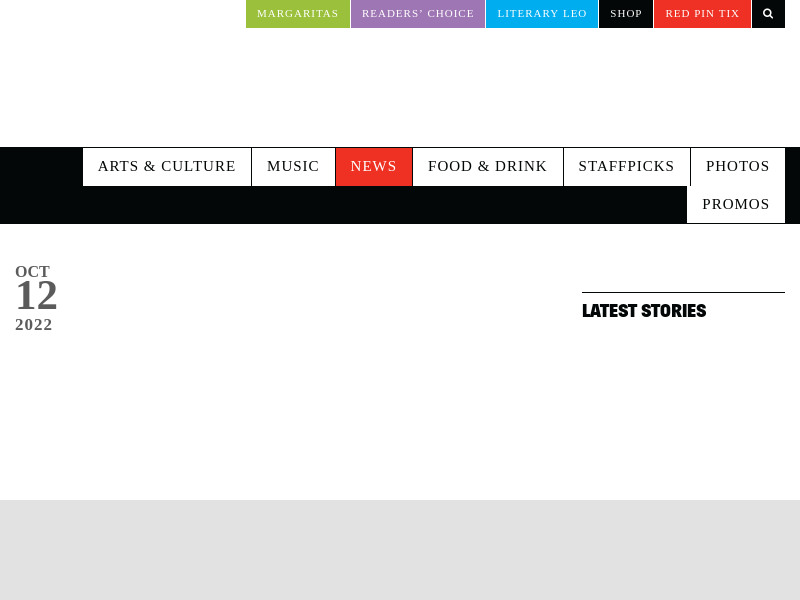 MARGARITAS READERS' CHOICE LITERARY LEO SHOP RED PIN TIX
ARTS & CULTURE MUSIC NEWS FOOD & DRINK STAFFPICKS PHOTOS
PROMOS
OCT
12
2022
LATEST STORIES